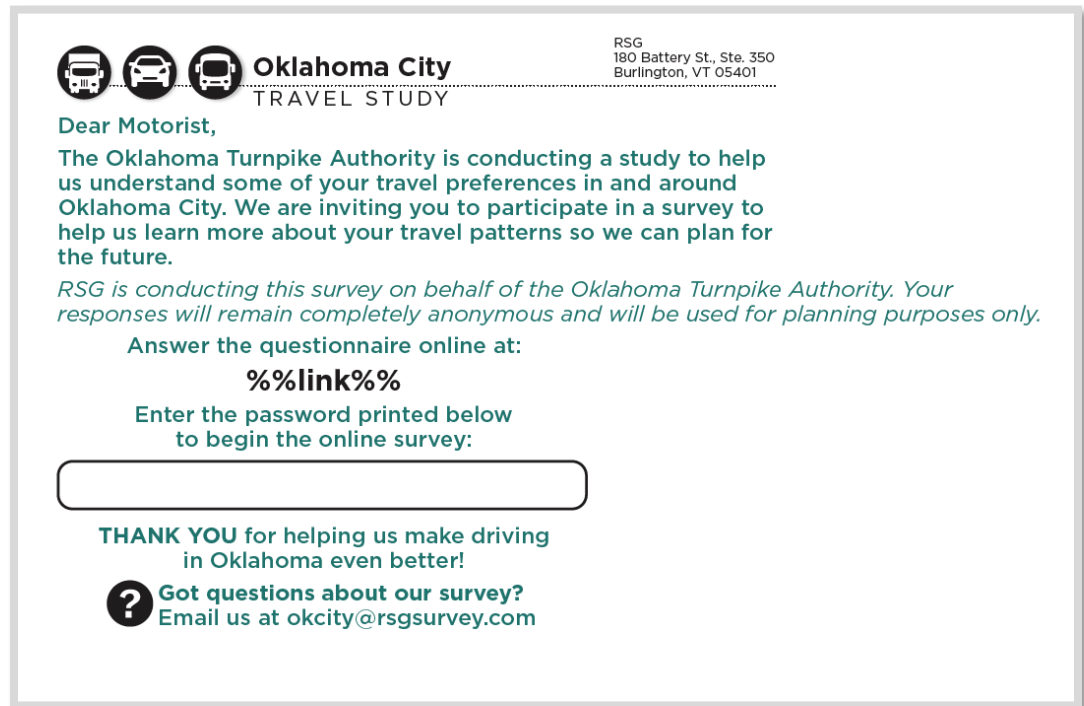 Oklahoma City
TRAVEL STUDY
RSG
180 Battery St., Ste. 350
Burlington, VT 05401
Dear Motorist,
The Oklahoma Turnpike Authority is conducting a study to help
us understand some of your travel preferences in and around
Oklahoma City. We are inviting you to participate in a survey to
help us learn more about your travel patterns so we can plan for
the future.
RSG is conducting this survey on behalf of the Oklahoma Turnpike Authority. Your
responses will remain completely anonymous and will be used for planning purposes only.
Answer the questionnaire online at:
%%link%%
Enter the password printed below
to begin the online survey:
THANK YOU for helping us make driving
in Oklahoma even better!
?
Got questions about our survey?
Email us at okcity@rsgsurvey.com